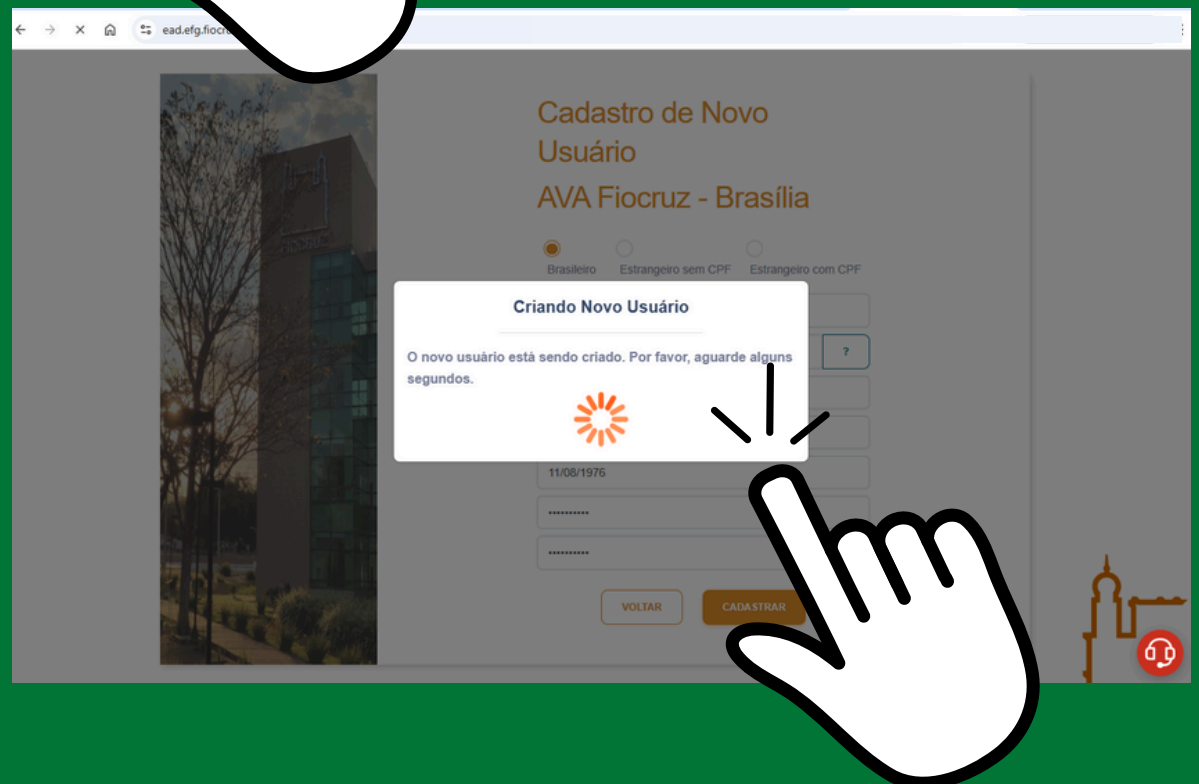 ead.efg.fiocru
Cadastro de Novo
Usuário
AVA Fiocruz - Brasília
Brasileiro Estrangeiro sem CPF Estrangeiro com CPF
Criando Novo Usuário
?
O novo usuário está sendo criado. Por favor, aguarde alguns
segundos.
11/08/1976
••••••••••
••••••••••
VOLTAR CADASTRAR